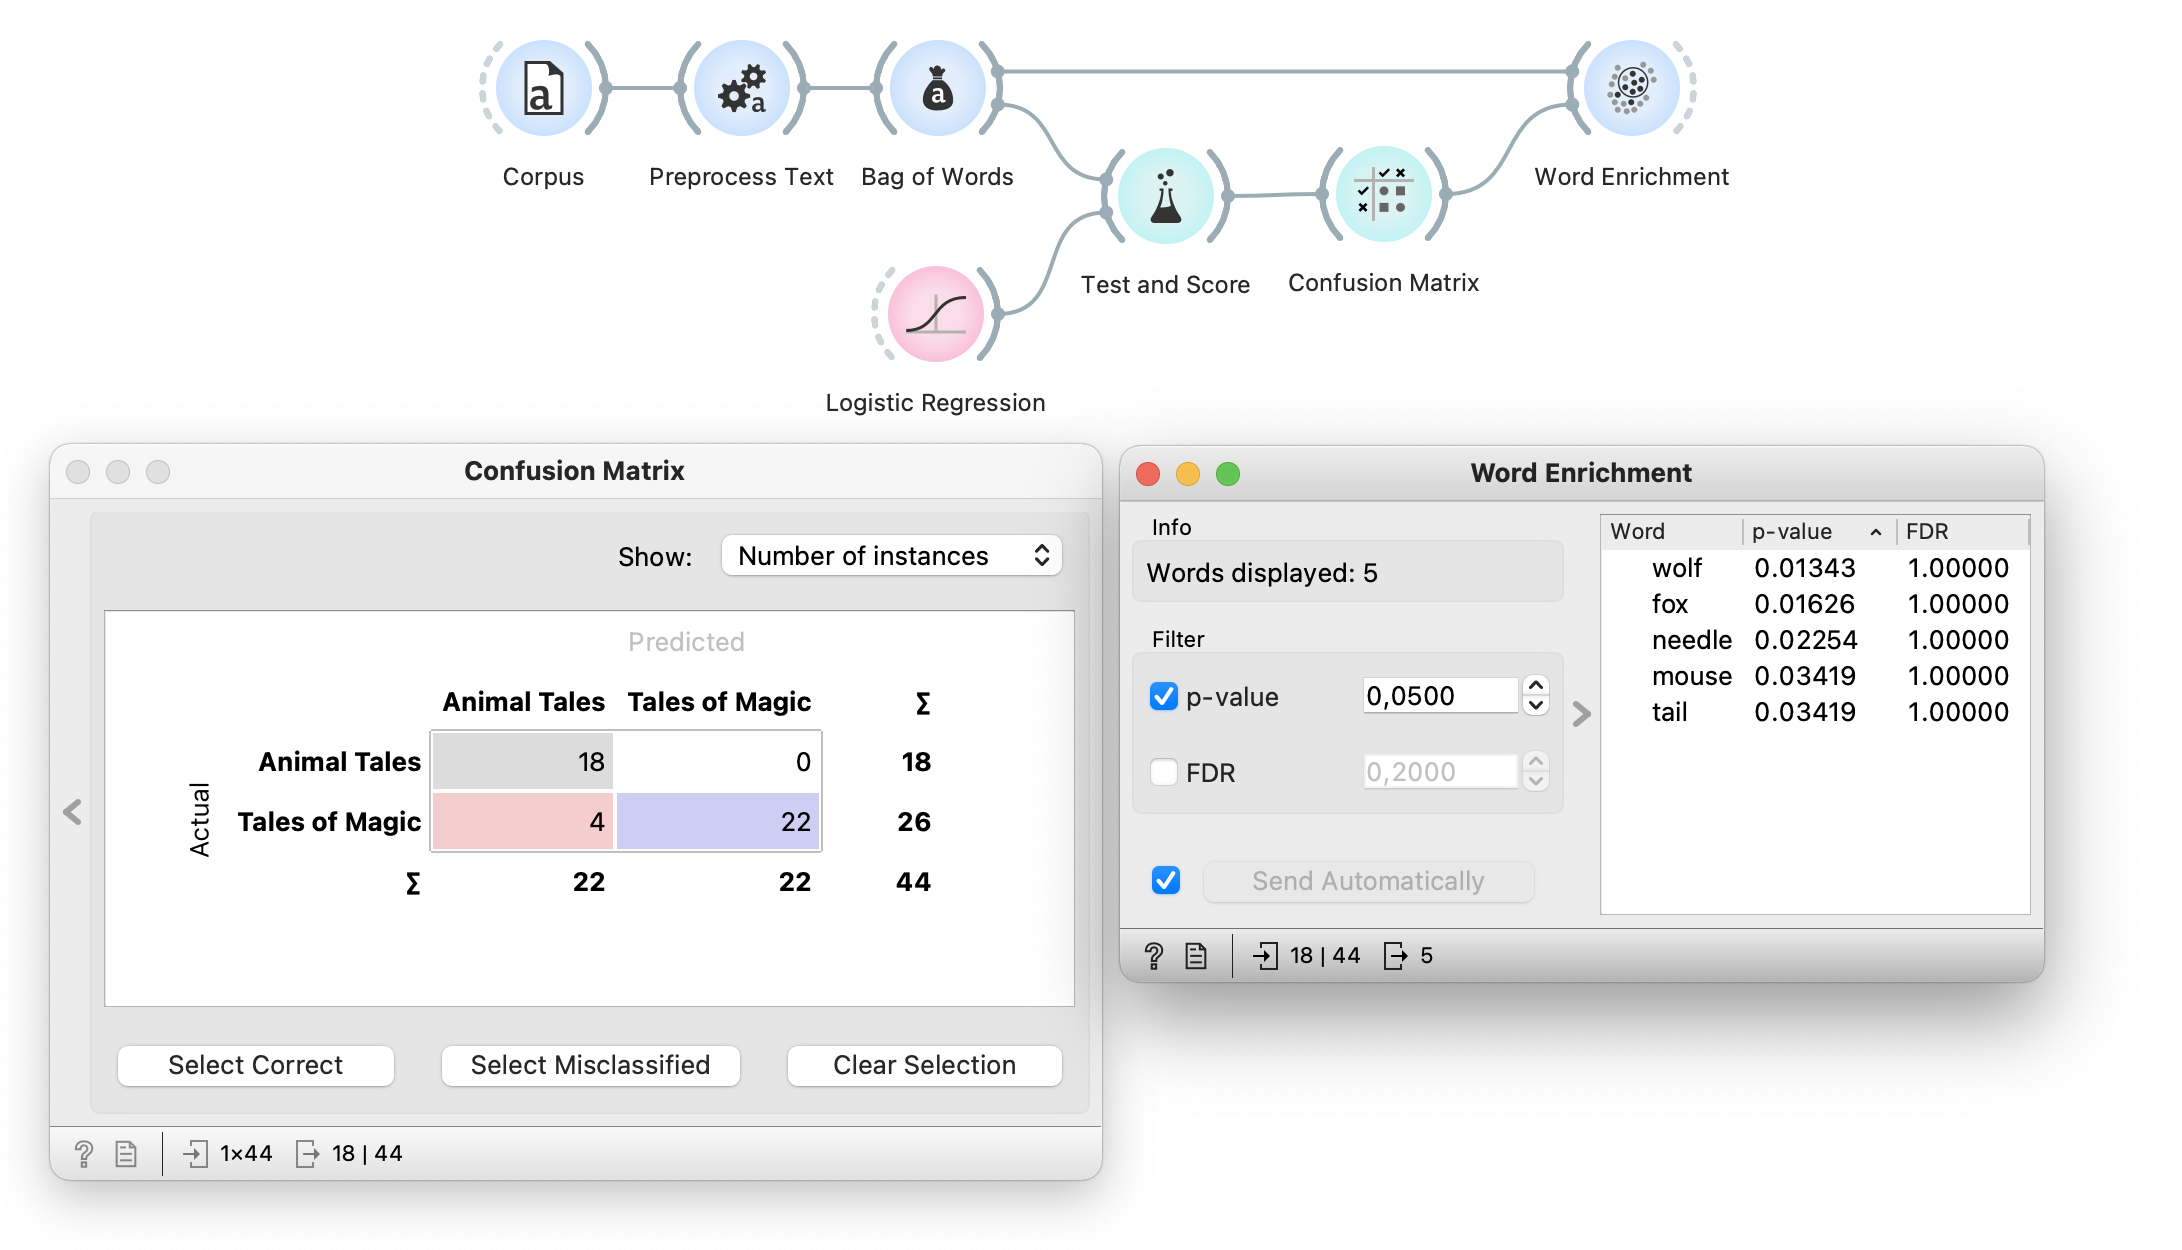 Corpus
Preprocess Text
Bag of Words
Word Enrichment
Test and Score
Confusion Matrix
Logistic Regression
Confusion Matrix
Show: Number of instances
Predicted
Animal Tales Tales of Magic Σ
Actual
Animal Tales 18 0 18
Tales of Magic 4 22 26
Σ 22 22 44
Select Correct Select Misclassified Clear Selection
? 1×44 18 | 44
Word Enrichment
Info
Words displayed: 5
Filter
p-value 0,0500
FDR 0,2000
Send Automatically
Word p-value FDR
wolf 0.01343 1.00000
fox 0.01626 1.00000
needle 0.02254 1.00000
mouse 0.03419 1.00000
tail 0.03419 1.00000
? 18 | 44 5